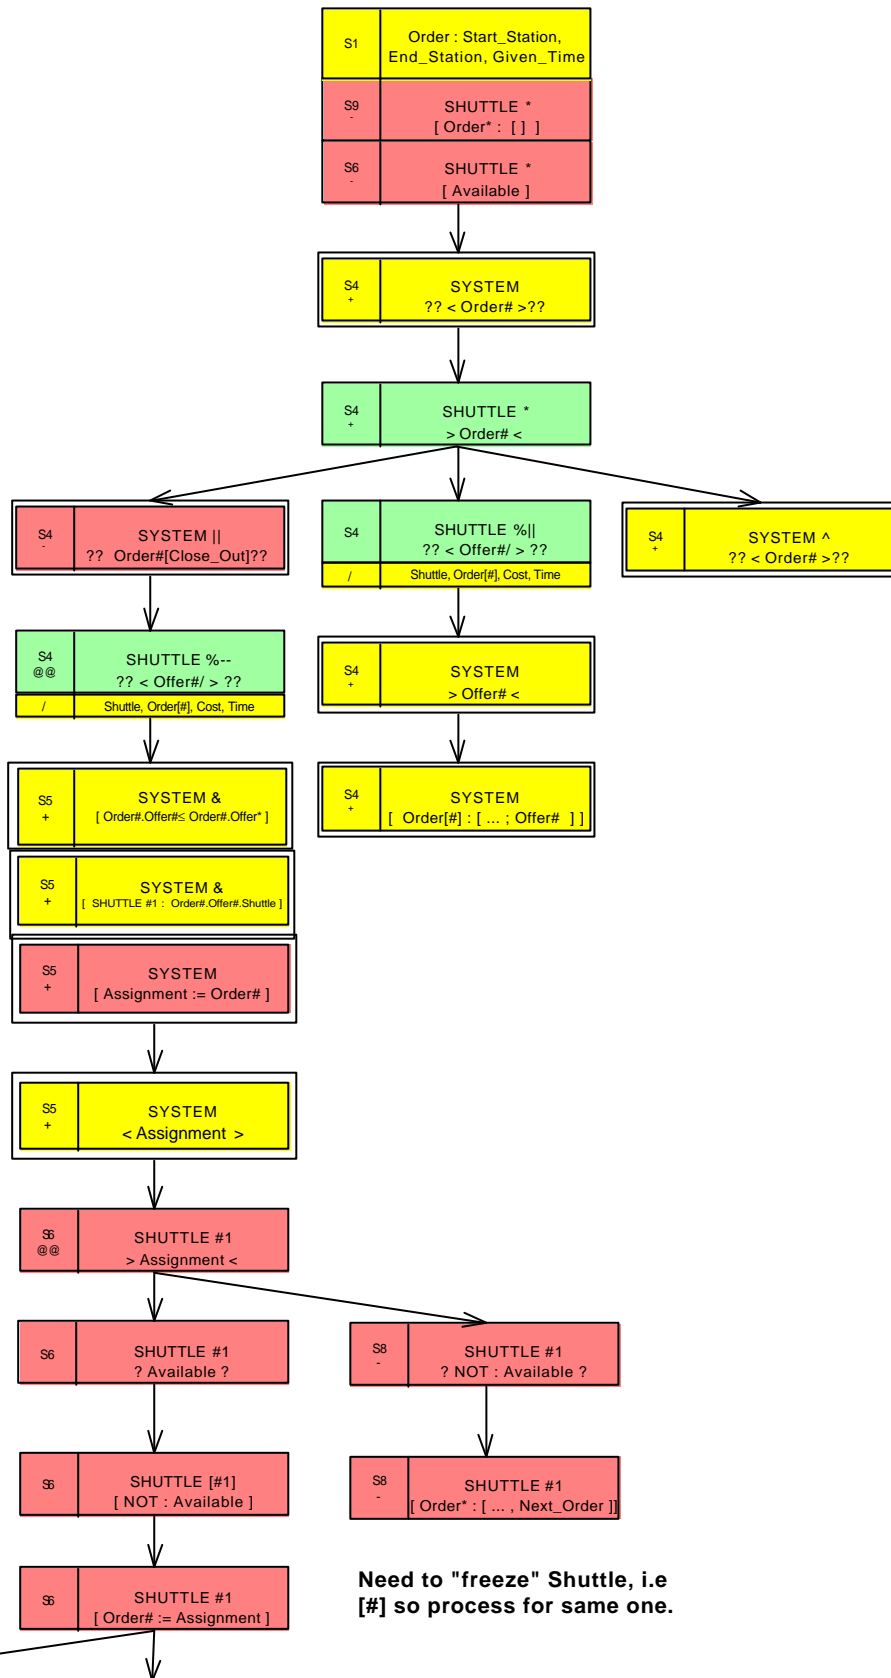 S1
Order : Start_Station,
End_Station, Given_Time
S9
-
SHUTTLE *
[ Order* : [ ] ]
S6
-
SHUTTLE *
[ Available ]
S4
+
SYSTEM
?? < Order# >??
S4
+
SHUTTLE *
> Order# <
S4
-
SYSTEM ||
?? Order#[Close_Out]??
S4
SHUTTLE %||
?? < Offer#/ > ??
/
Shuttle, Order[#], Cost, Time
S4
+
SYSTEM ^
?? < Order# >??
S4
@@
SHUTTLE %--
?? < Offer#/ > ??
/
Shuttle, Order[#], Cost, Time
S4
+
SYSTEM
> Offer# <
S5
+
SYSTEM &
[ Order#.Offer#≤ Order#.Offer* ]
S4
+
SYSTEM
[ Order[#] : [ ... ; Offer# ] ]
S5
+
SYSTEM &
[ SHUTTLE #1 : Order#.Offer#.Shuttle ]
S5
+
SYSTEM
[ Assignment := Order# ]
S5
+
SYSTEM
< Assignment >
S6
@@
SHUTTLE #1
> Assignment <
S6
SHUTTLE #1
? Available ?
S8
-
SHUTTLE #1
? NOT : Available ?
S6
SHUTTLE [#1]
[ NOT : Available ]
S8
-
SHUTTLE #1
[ Order* : [ ... , Next_Order ]]
S6
SHUTTLE #1
[ Order# := Assignment ]
Need to "freeze" Shuttle, i.e
[#] so process for same one.